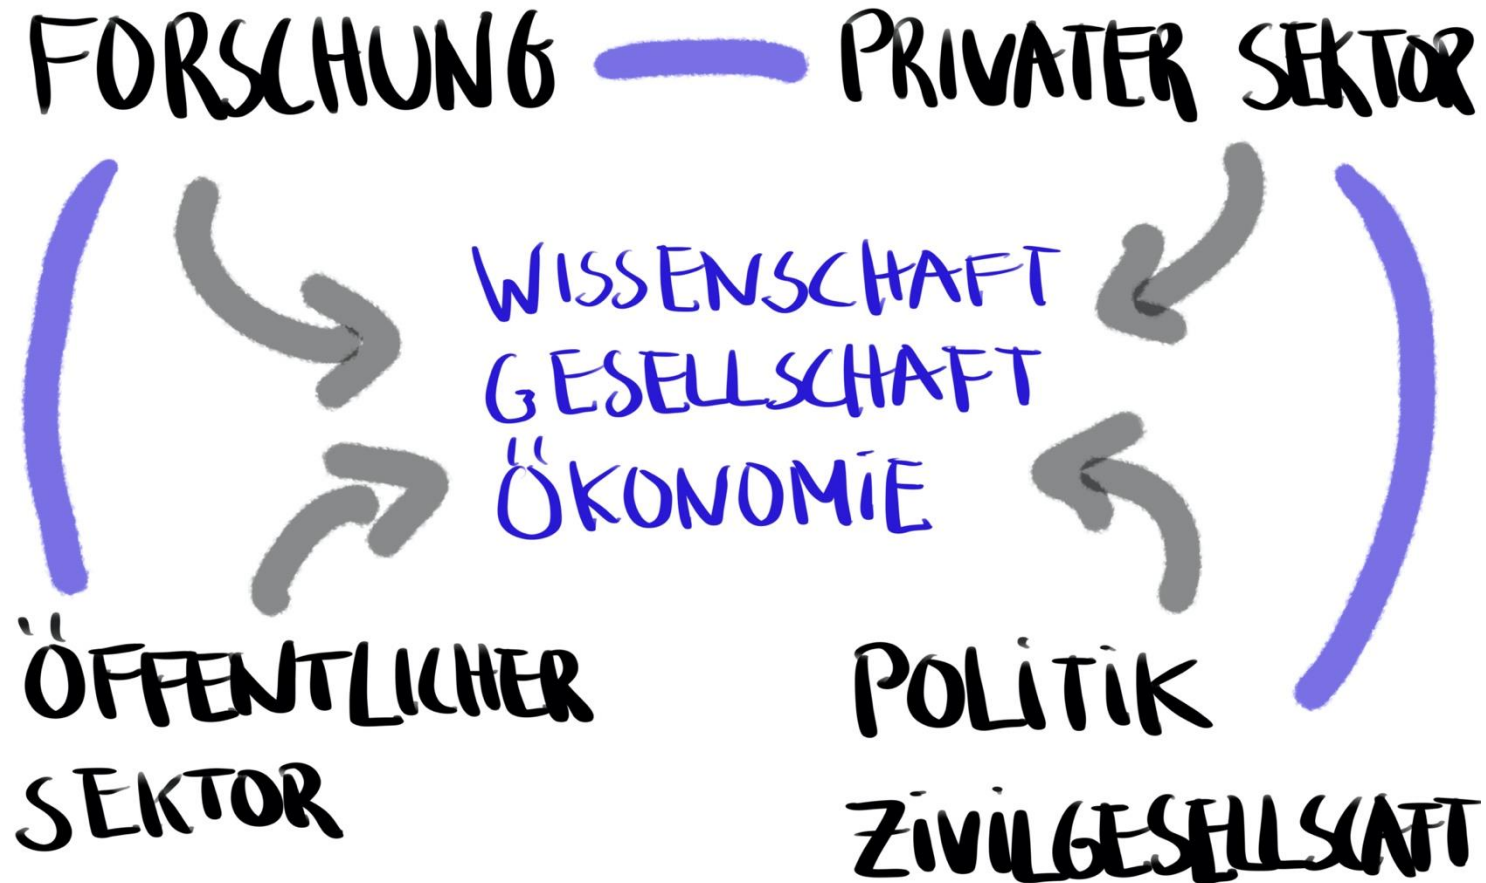 FORSCHUNG
PRIVATER SEKTOR
WISSENSCHAFT
GESELLSCHAFT
ÖKONOMIE
ÖFFENTLICHER
SEKTOR
POLITIK
ZIVILGESELLSCAFT